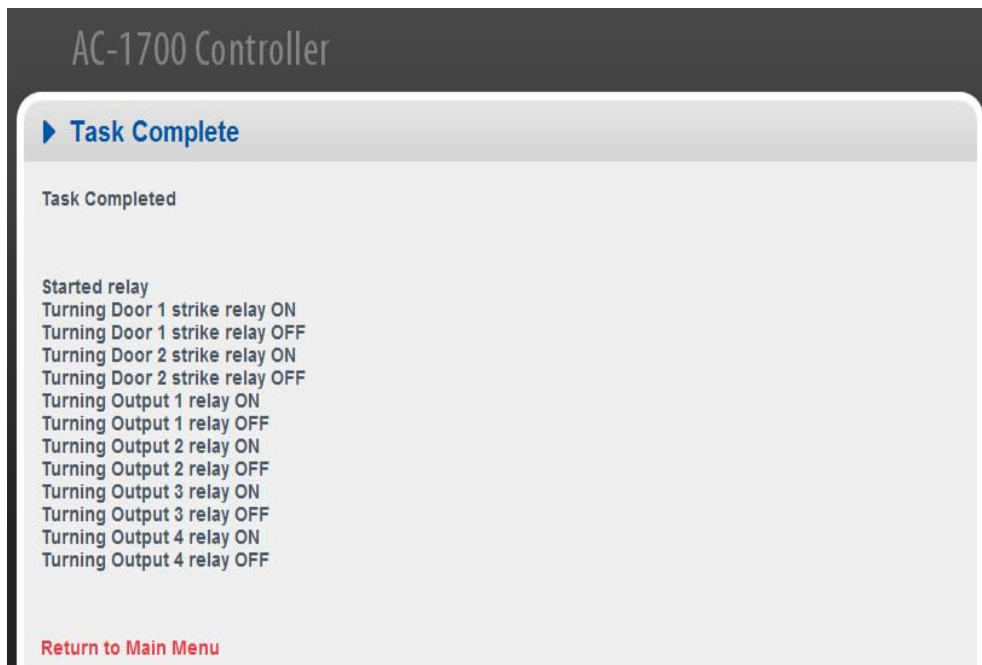 AC-1700 Controller
Task Complete
Task Completed
Started relay
Turning Door 1 strike relay ON
Turning Door 1 strike relay OFF
Turning Door 2 strike relay ON
Turning Door 2 strike relay OFF
Turning Output 1 relay ON
Turning Output 1 relay OFF
Turning Output 2 relay ON
Turning Output 2 relay OFF
Turning Output 3 relay ON
Turning Output 3 relay OFF
Turning Output 4 relay ON
Turning Output 4 relay OFF
Return to Main Menu